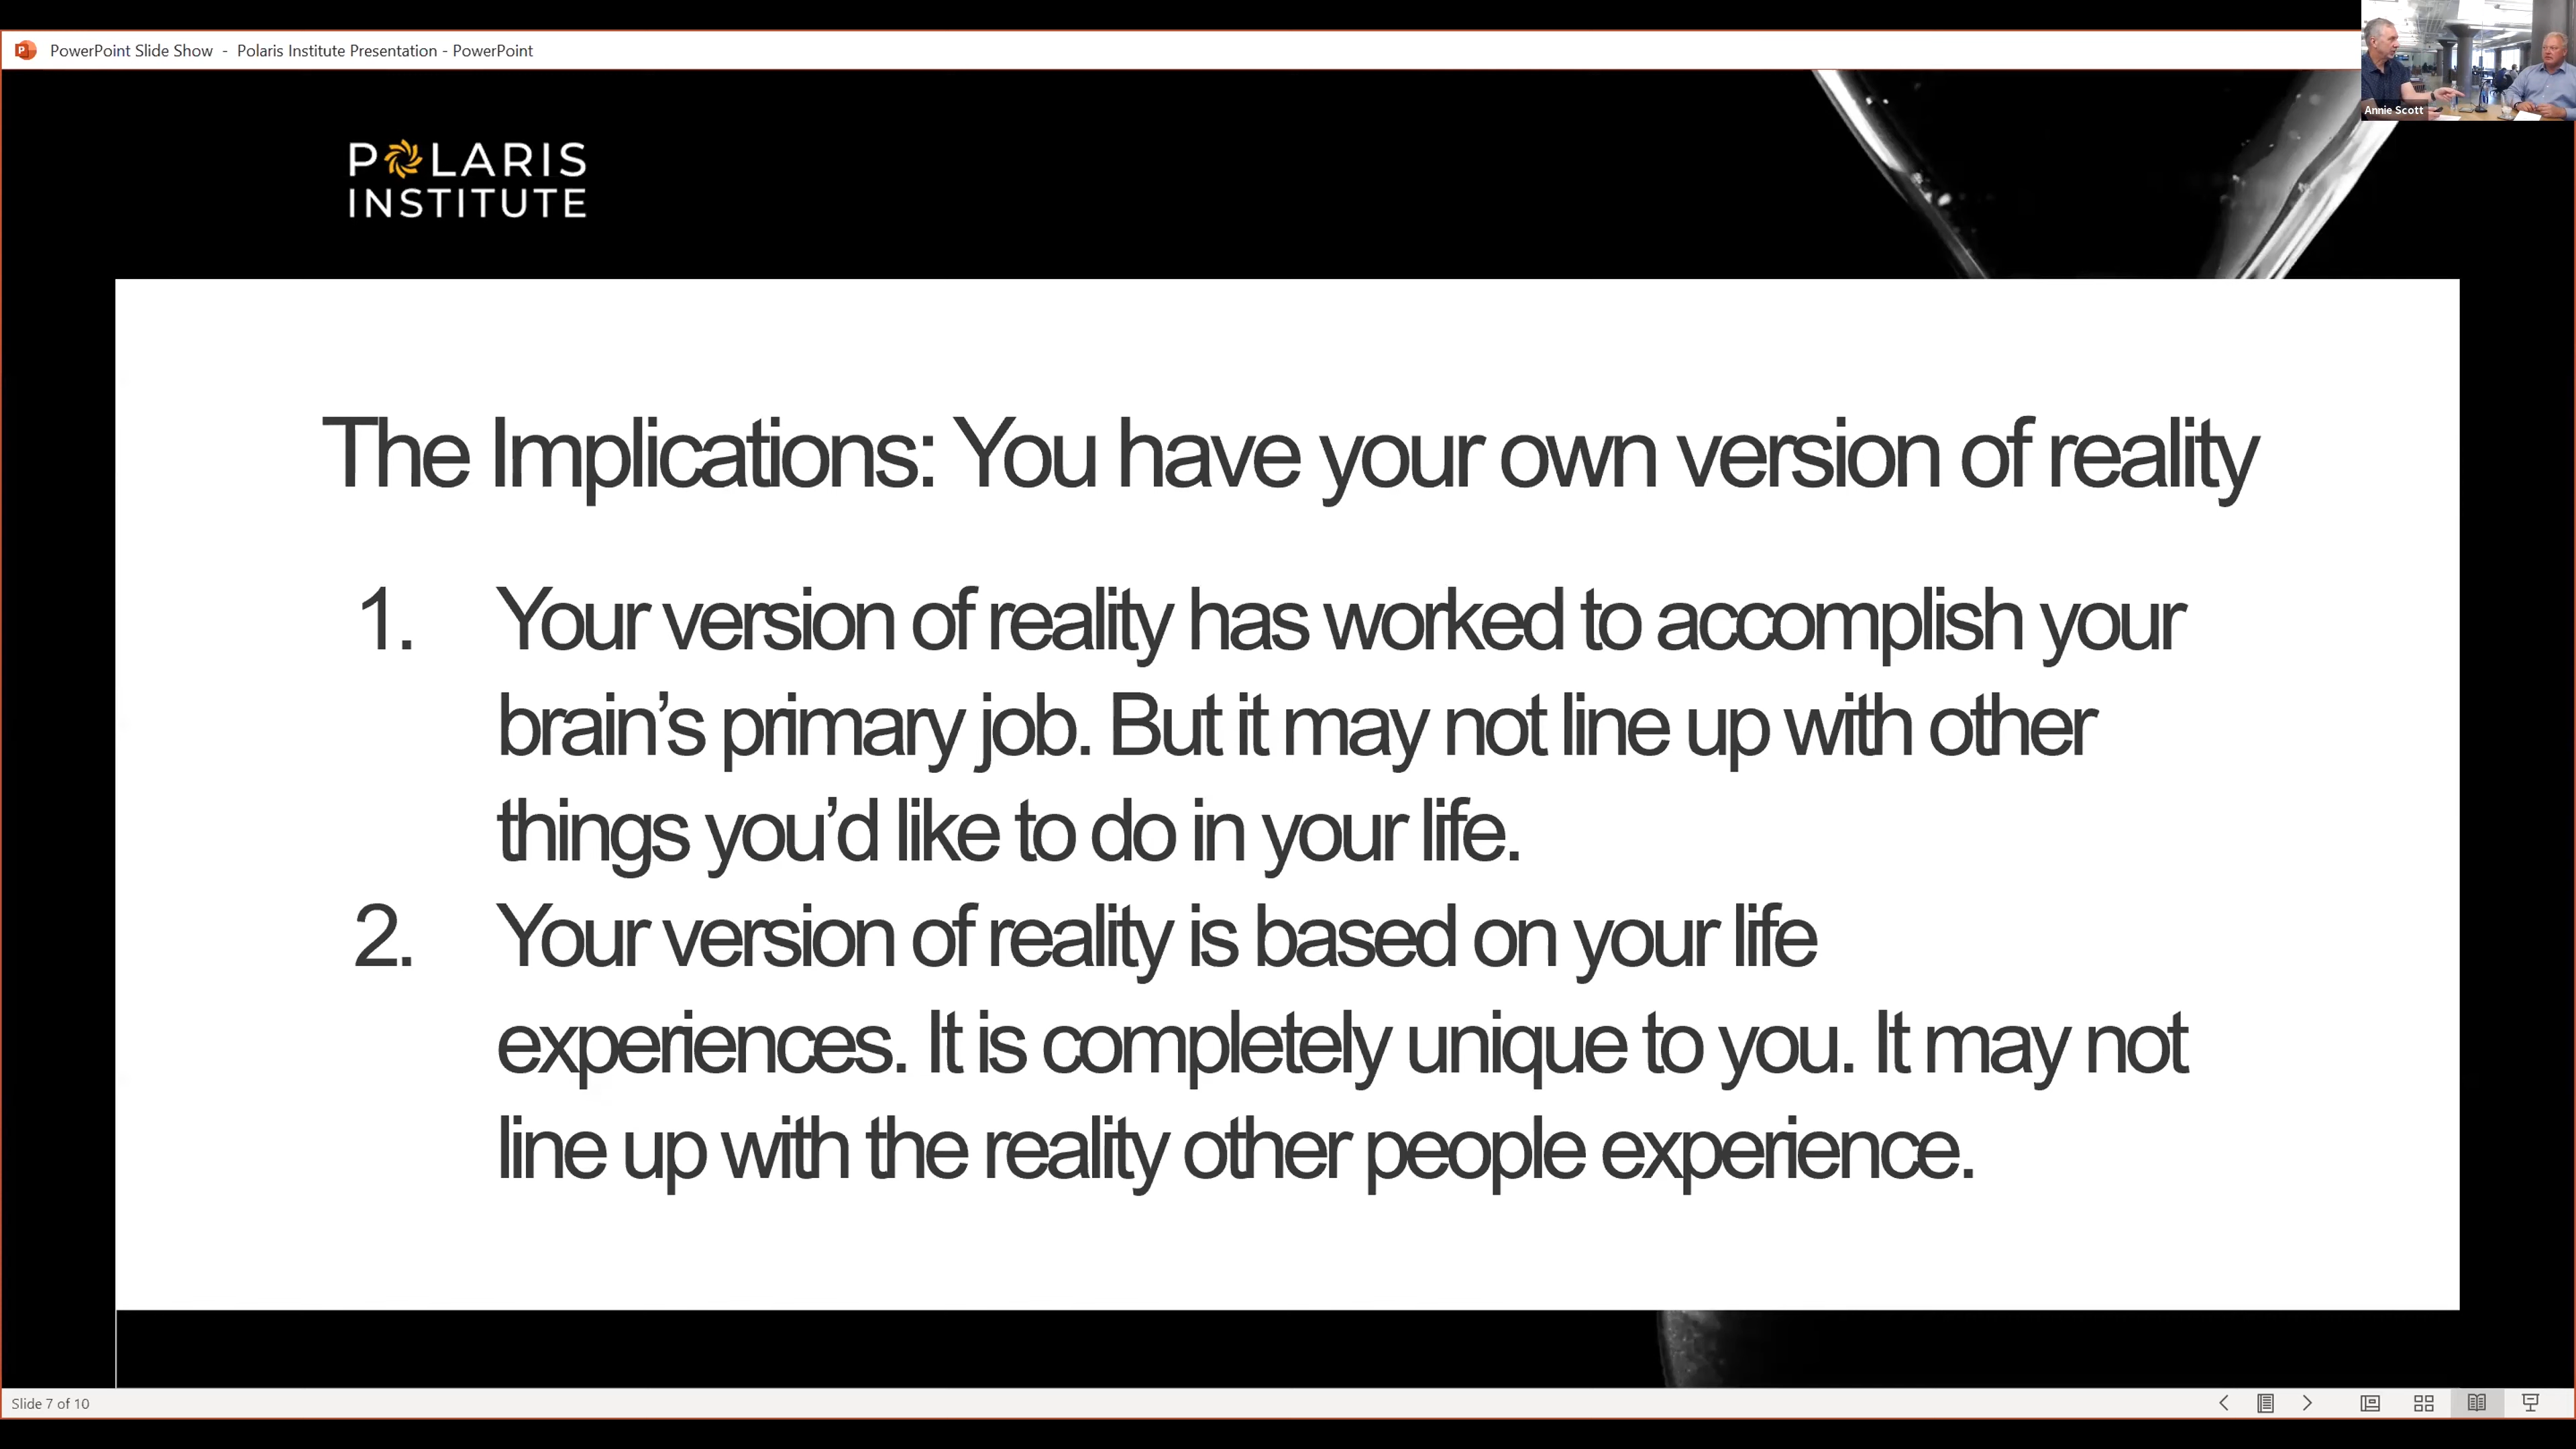 PowerPoint Slide Show - Polaris Institute Presentation - PowerPoint
Annie Scott
POLARIS
INSTITUTE
The Implications: You have your own version of reality
1. Your version of reality has worked to accomplish your
brain’s primary job. But it may not line up with other
things you’d like to do in your life.
2. Your version of reality is based on your life
experiences. It is completely unique to you. It may not
line up with the reality other people experience.
Slide 7 of 10